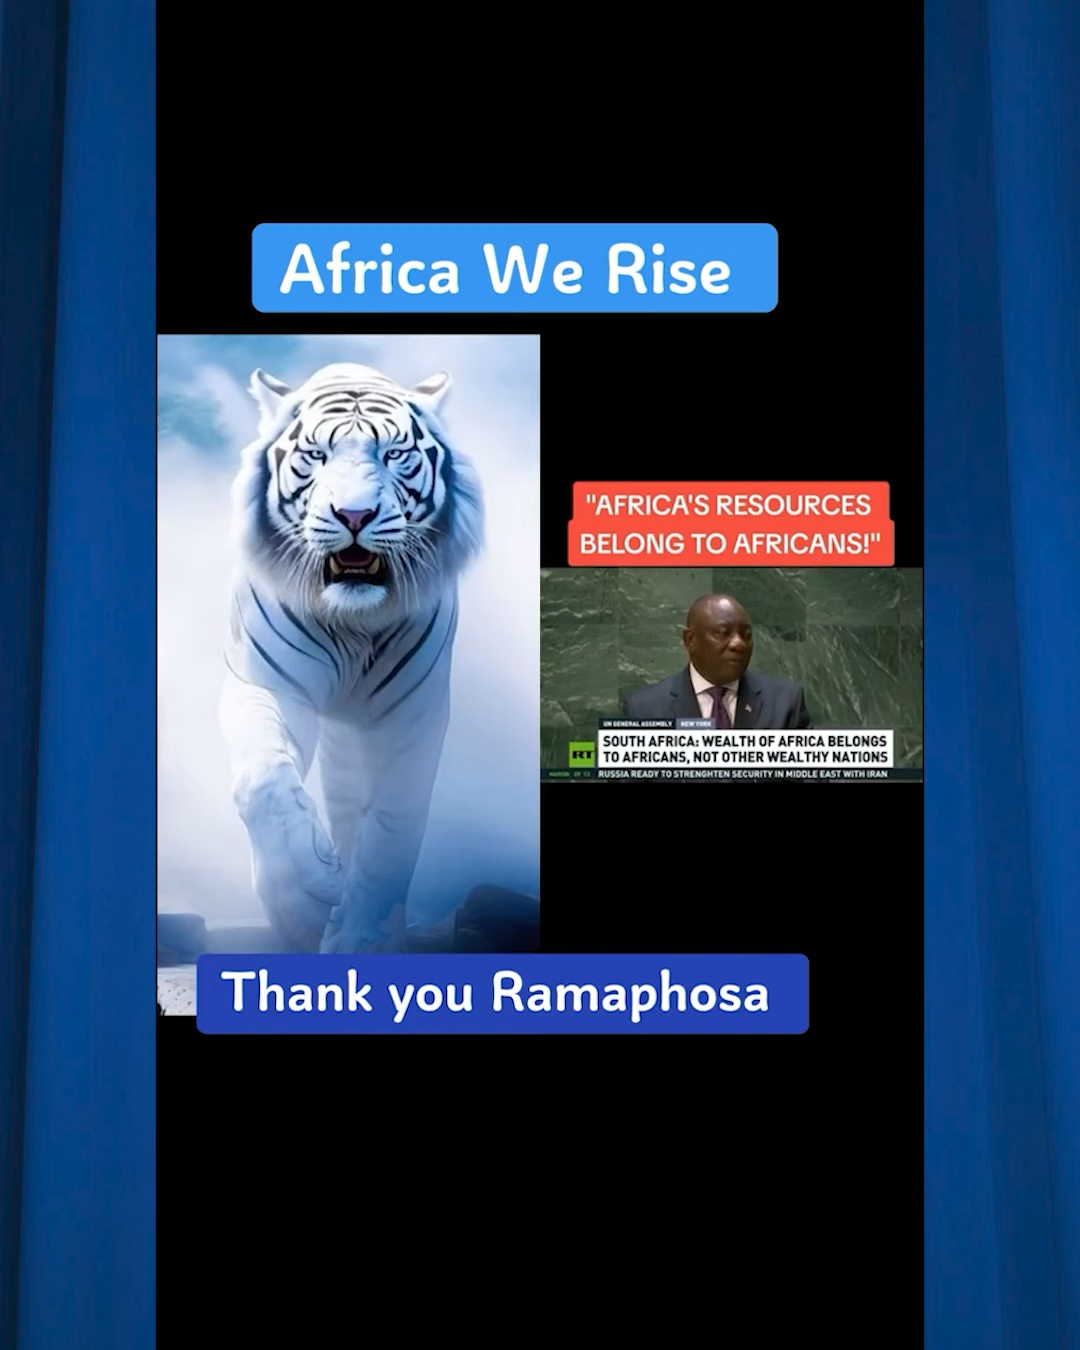 Africa We Rise
"AFRICA'S RESOURCES
BELONG TO AFRICANS!"
UN GENERAL ASSEMBLY NEW YORK
RT
SOUTH AFRICA: WEALTH OF AFRICA BELONGS
TO AFRICANS, NOT OTHER WEALTHY NATIONS
RUSSIA READY TO STRENGHTEN SECURITY IN MIDDLE EAST WITH IRAN
Thank you Ramaphosa